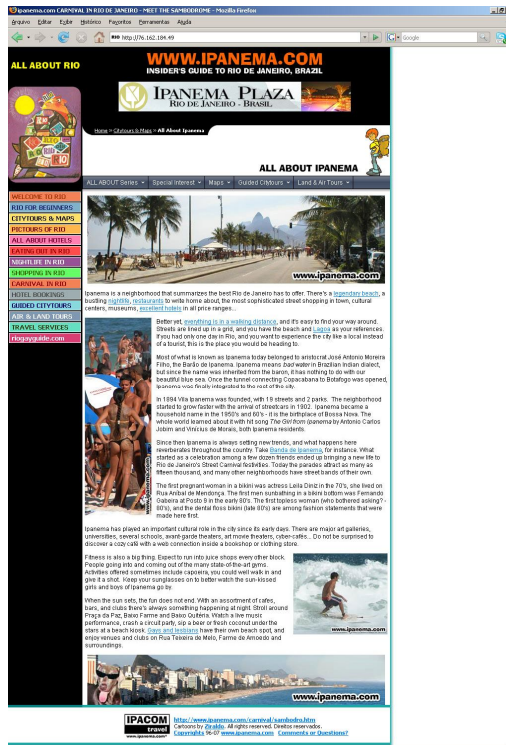 ipanema.com CARNIVAL IN RIO DE JANEIRO - MEET THE SAMBODROME - Mozilla Firefox
Arquivo Editar Exibir Histórico Favoritos Ferramentas Ajuda
RIO http://76.162.184.49
Google
ALL ABOUT RIO
WWW.IPANEMA.COM
INSIDER'S GUIDE TO RIO DE JANEIRO, BRAZIL
IPANEMA PLAZA
RIO DE JANEIRO - BRASIL
Home > Citytours & Maps > All About Ipanema
ALL ABOUT IPANEMA
ALL ABOUT Series Special Interest Maps Guided Citytours Land & Air Tours
WELCOME TO RIO
RIO FOR BEGINNERS
CITYTOURS & MAPS
PICTOURS OF RIO
ALL ABOUT HOTELS
EATING OUT IN RIO
NIGHTLIFE IN RIO
SHOPPING IN RIO
CARNIVAL IN RIO
HOTEL BOOKINGS
GUIDED CITYTOURS
AIR & LAND TOURS
TRAVEL SERVICES
riogayguide.com
www.ipanema.com
Ipanema is a neighborhood that summarizes the best Rio de Janeiro has to offer. There's a legendary beach, a
bustling nightlife, restaurants to write home about, the most sophisticated street shopping in town, cultural
centers, museums, excellent hotels in all price ranges...
Better yet, everything is in a walking distance, and it's easy to find your way around.
Streets are lined up in a grid, and you have the beach and Lagoa as your references.
If you had only one day in Rio, and you want to experience the city like a local instead
of a tourist, this is the place you would be heading to.
Most of what is known as Ipanema today belonged to aristocrat José Antonio Moreira
Filho, the Barão de Ipanema. Ipanema means bad water in Brazilian Indian dialect,
but since the name was inherited from the baron, it has nothing to do with our
beautiful blue sea. Once the tunnel connecting Copacabana to Botafogo was opened,
Ipanema was finally integrated to the rest of the city.
In 1894 Vila Ipanema was founded, with 19 streets and 2 parks. The neighborhood
started to grow faster with the arrival of streetcars in 1902. Ipanema became a
household name in the 1950's and 60's - it is the birthplace of Bossa Nova. The
whole world learned about it with hit song The Girl from (Ipanema by Antonio Carlos
Jobim and Vinícius de Morais, both Ipanema residents.
Since then Ipanema is always setting new trends, and what happens here
reverberates throughout the country. Take Banda de Ipanema, for instance. What
started as a celebration among a few dozen friends ended up bringing a new life to
Rio de Janeiro's Street Carnival festivities. Today the parades attract as many as
fifteen thousand, and many other neighborhoods have street bands of their own.
The first pregnant woman in a bikini was actress Leila Diniz in the 70's, she lived on
Rua Aníbal de Mendonça. The first men sunbathing in a bikini bottom was Fernando
Gabeira at Posto 9 in the early 80's. The first topless woman (who bothered asking? -
80's), and the dental floss bikini (late 80's) are among fashion statements that were
made here first.
www.ipanema.com
Ipanema has played an important cultural role in the city since its early days. There are major art galleries,
universities, several schools, avant-garde theaters, art movie theaters, cyber-cafés... Do not be surprised to
discover a cozy café with a web connection inside a bookshop or clothing store.
Fitness is also a big thing. Expect to run into juice shops every other block.
People going into and coming out of the many state-of-the-art gyms.
Activities offered sometimes include capoeira, you could well walk in and
give it a shot. Keep your sunglasses on to better watch the sun-kissed
girls and boys of Ipanema go by.
When the sun sets, the fun does not end. With an assortment of cafes,
bars, and clubs there's always something happening at night. Stroll around
Praça da Paz, Baixo Farme and Baixo Quitéria. Watch a live music
performance, crash a circuit party, sip a beer or fresh coconut under the
stars at a beach kiosk. Gays and lesbians have their own beach spot, and
enjoy venues and clubs on Rua Teixeira de Melo, Farme de Amoedo and
surroundings.
www.ipanema.com
www.ipanema.com
IPACOM
travel
www.ipanema.com
http://www.ipanema.com/carnival/sambodro.htm
Cartoons by Ziraldo. All rights reserved. Direitos reservados.
Copyrights 96-07 www.ipanema.com Comments or Questions?